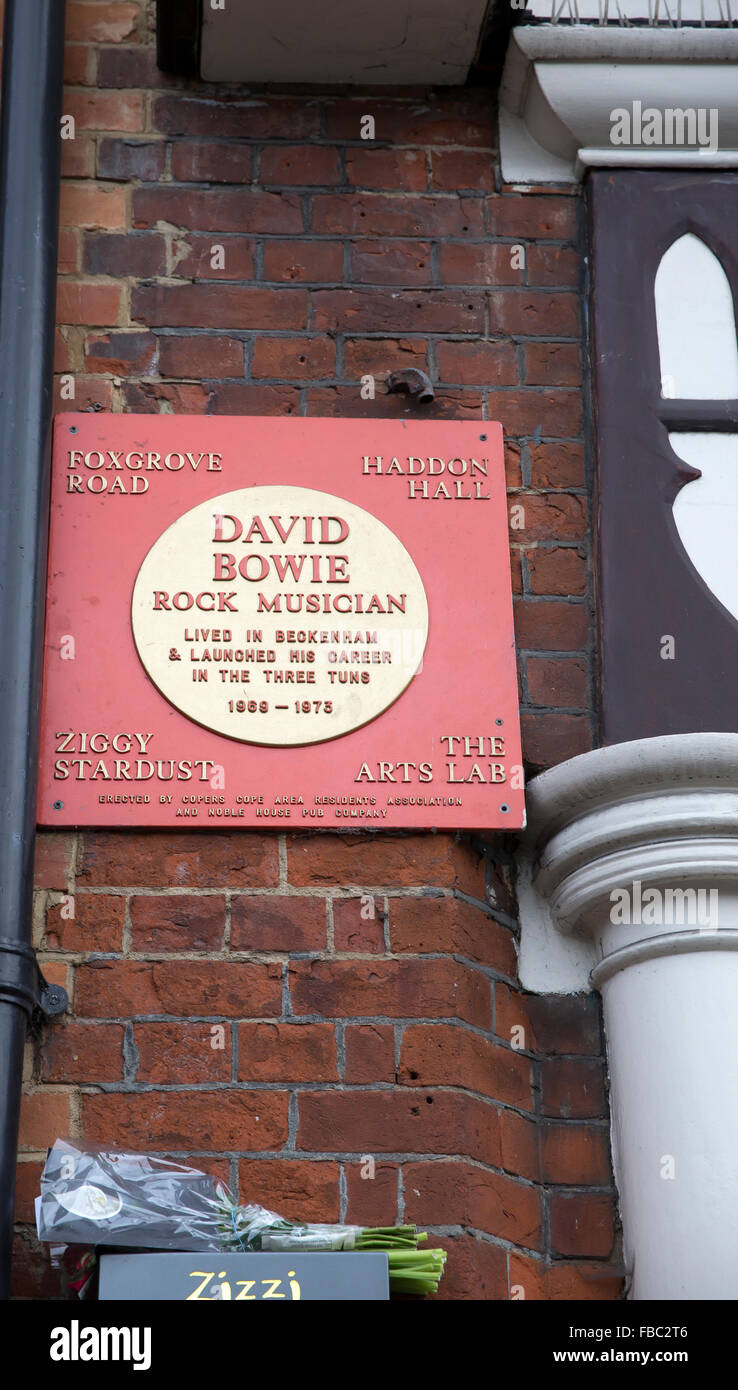 FOXGROVE
ROAD
HADDON
HALL
DAVID
BOWIE
ROCK MUSICIAN
LIVED IN BECKENHAM
& LAUNCHED HIS CAREER
IN THE THREE TUNS
1969 – 1973
ZIGGY
STARDUST
THE
ARTS LAB
ERECTED BY COPERS COPE AREA RESIDENTS ASSOCIATION
AND NOBLE HOUSE PUB COMPANY
Zizzi
alamy stock photo
FBC2T6
www.alamy.com